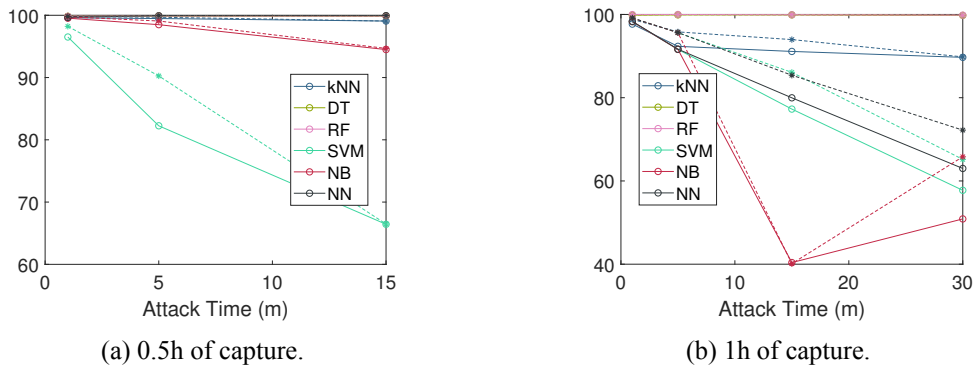 100
90
80
70
60
0
5
10
15
Attack Time (m)
kNN
DT
RF
SVM
NB
NN
(a) 0.5h of capture.
100
80
60
40
0
10
20
30
Attack Time (m)
kNN
DT
RF
SVM
NB
NN
(b) 1h of capture.